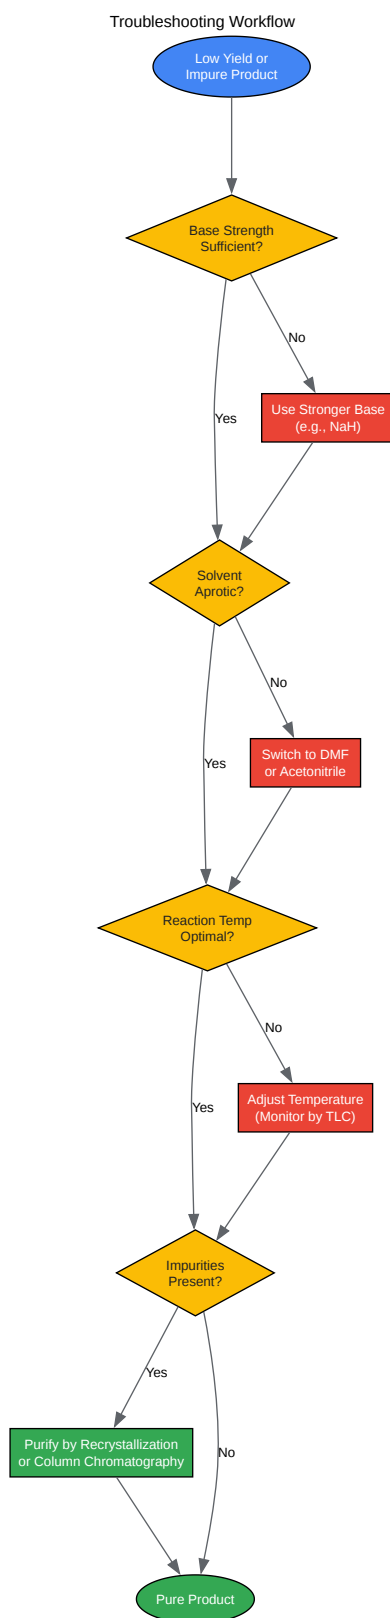 Troubleshooting Workflow
Low Yield or
Impure Product
Base Strength
Sufficient?
No
Use Stronger Base
(e.g., NaH)
Yes
Solvent
Aprotic?
No
Switch to DMF
or Acetonitrile
Yes
Reaction Temp
Optimal?
No
Adjust Temperature
(Monitor by TLC)
Yes
Impurities
Present?
Yes
Purify by Recrystallization
or Column Chromatography
No
Pure Product